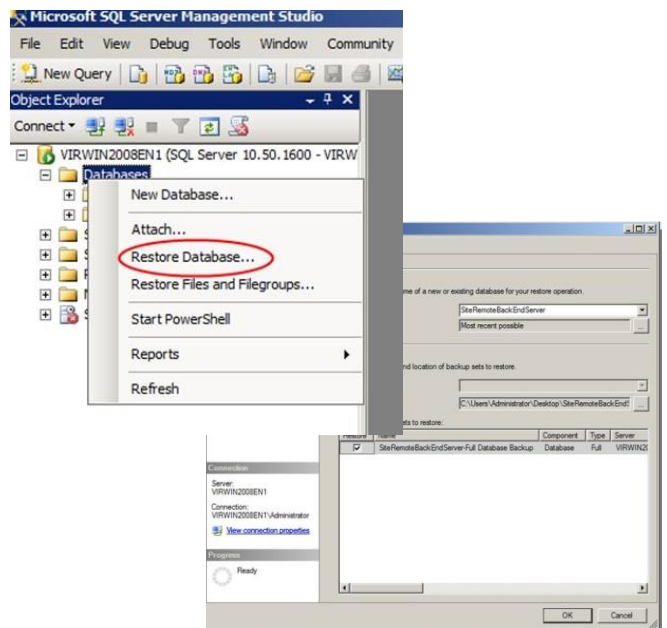 Microsoft SQL Server Management Studio
File Edit View Debug Tools Window Community
New Query
Object Explorer
Connect
VIRWIN2008EN1 (SQL Server 10.50.1600 - VIRW
Databases
New Database...
Attach...
Restore Database...
Restore Files and Filegroups...
Start PowerShell
Reports
Refresh
me of a new or existing database for your restore operation.
SiteRemoteBackEndServer
Most recent possible
...
nd location of backup sets to restore.
C:\Users\Administrator\Desktop\SiteRemoteBackEndS
...
ets to restore:
Restore Name Component Type Server
SiteRemoteBackEndServer-Full Database Backup Database Full VIRWIN20
Connection
Server:
VIRWIN2008EN1
Connection:
VIRWIN2008EN1\Administrator
View connection properties
Progress
Ready
OK Cancel